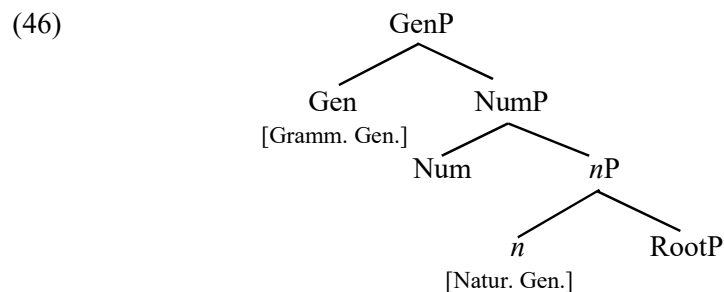 (46) GenP
Gen NumP
[Gramm. Gen.]
Num nP
n RootP
[Natur. Gen.]